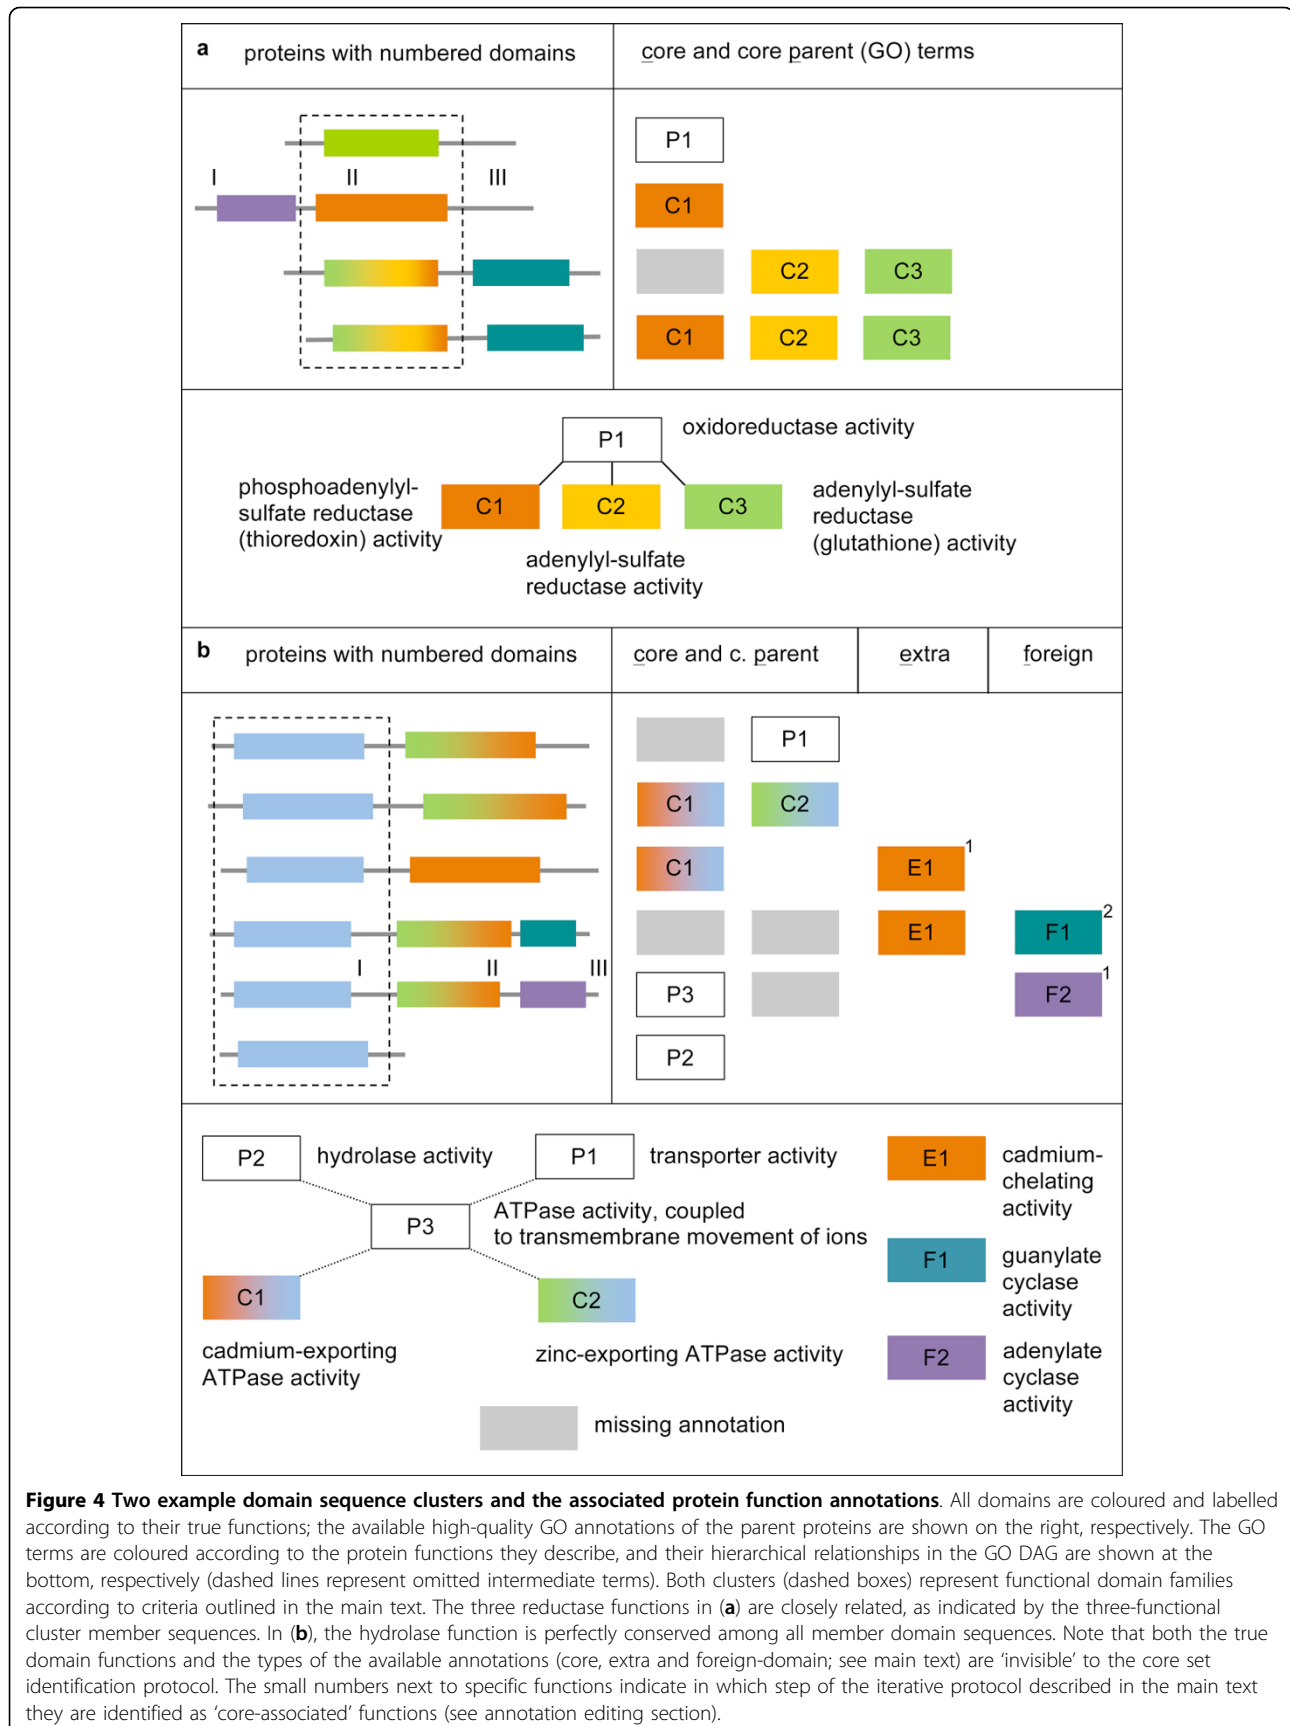 a proteins with numbered domains
core and core parent (GO) terms
P1
I II III
C1
C2 C3
C1 C2 C3
P1 oxidoreductase activity
C1 C2 C3
phosphoadenylyl-
sulfate reductase
(thioredoxin) activity
adenylyl-sulfate
reductase activity
adenylyl-sulfate
reductase
(glutathione) activity
b proteins with numbered domains
core and c. parent
extra
foreign
P1
C1 C2
C1 E1 1
E1 F1 2
I II III
P3 F2 1
P2
P2 hydrolase activity
P1 transporter activity
P3 ATPase activity, coupled
to transmembrane movement of ions
C1
cadmium-exporting
ATPase activity
C2
zinc-exporting ATPase activity
E1 cadmium-
chelating
activity
F1 guanylate
cyclase
activity
F2 adenylate
cyclase
activity
missing annotation
Figure 4 Two example domain sequence clusters and the associated protein function annotations. All domains are coloured and labelled
according to their true functions; the available high-quality GO annotations of the parent proteins are shown on the right, respectively. The GO
terms are coloured according to the protein functions they describe, and their hierarchical relationships in the GO DAG are shown at the
bottom, respectively (dashed lines represent omitted intermediate terms). Both clusters (dashed boxes) represent functional domain families
according to criteria outlined in the main text. The three reductase functions in (a) are closely related, as indicated by the three-functional
cluster member sequences. In (b), the hydrolase function is perfectly conserved among all member domain sequences. Note that both the true
domain functions and the types of the available annotations (core, extra and foreign-domain; see main text) are ‘invisible’ to the core set
identification protocol. The small numbers next to specific functions indicate in which step of the iterative protocol described in the main text
they are identified as ‘core-associated’ functions (see annotation editing section).